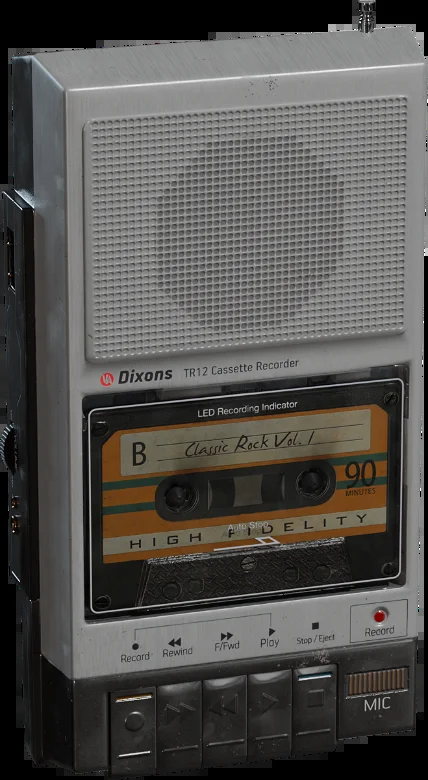 Dixons TR12 Cassette Recorder
LED Recording Indicator
B Classic Rock Vol. 1
90
MINUTES
Auto Stop
HIGH FIDELITY
Record Rewind F/Fwd Play Stop / Eject Record
MIC